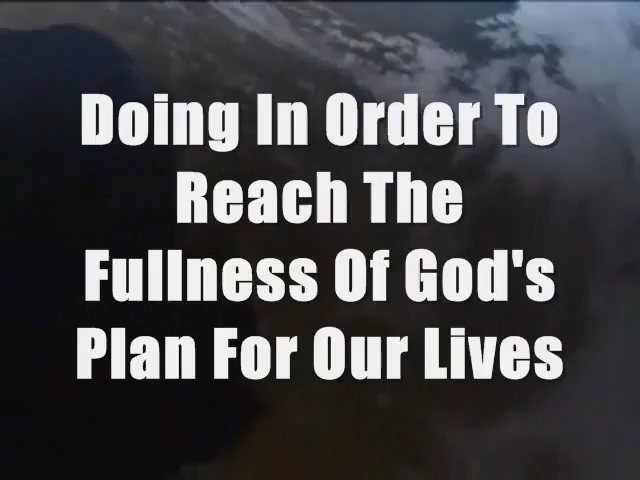 Doing In Order To
Reach The
Fullness Of God's
Plan For Our Lives